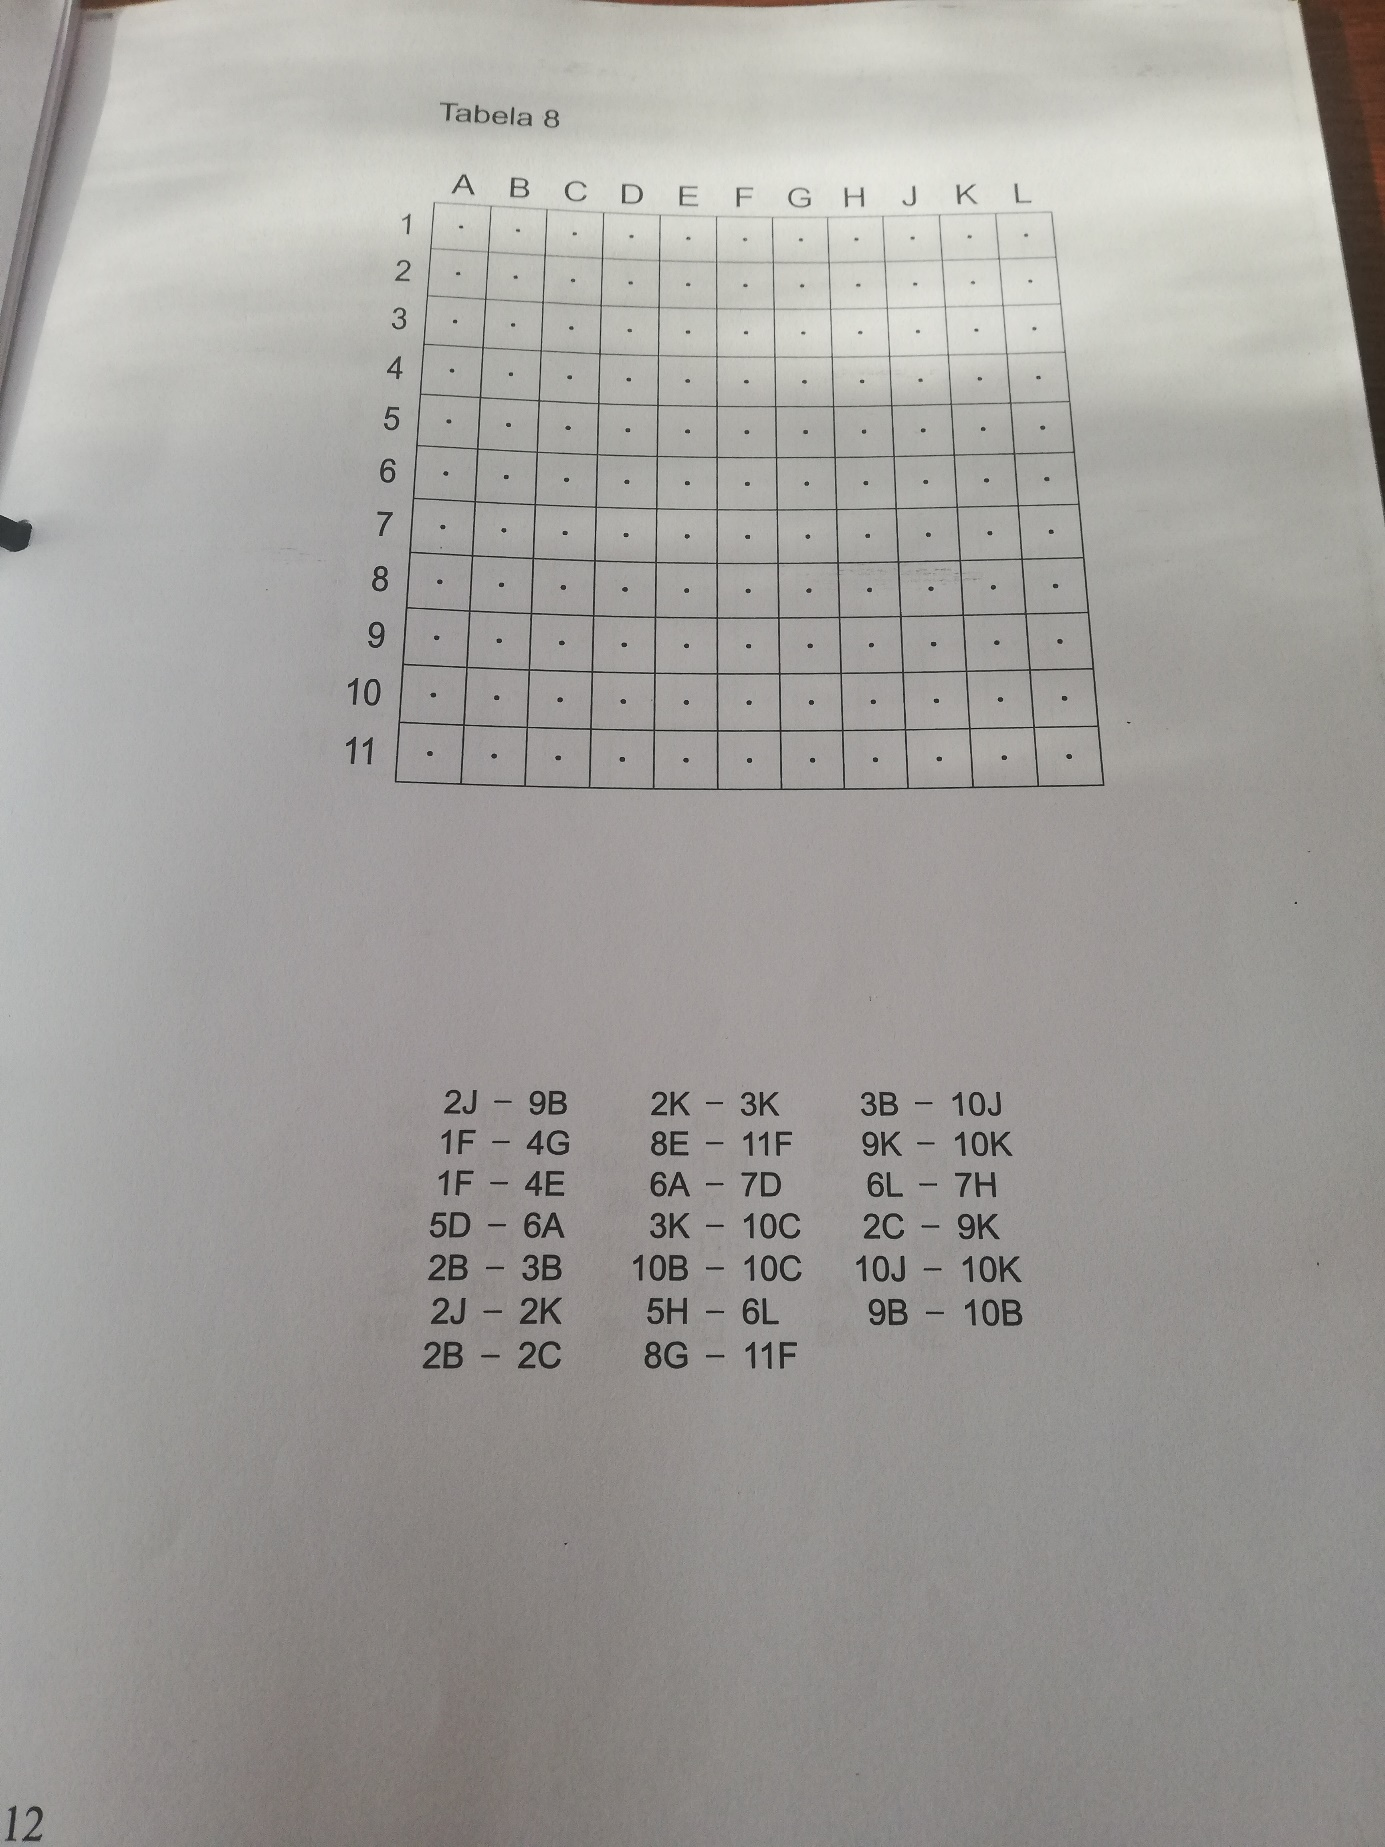 Tabela 8
A B C D E F G H J K L
1
2
3
4
5
6
7
8
9
10
11
2J – 9B 2K – 3K 3B – 10J
1F – 4G 8E – 11F 9K – 10K
1F – 4E 6A – 7D 6L – 7H
5D – 6A 3K – 10C 2C – 9K
2B – 3B 10B – 10C 10J – 10K
2J – 2K 5H – 6L 9B – 10B
2B – 2C 8G – 11F
12